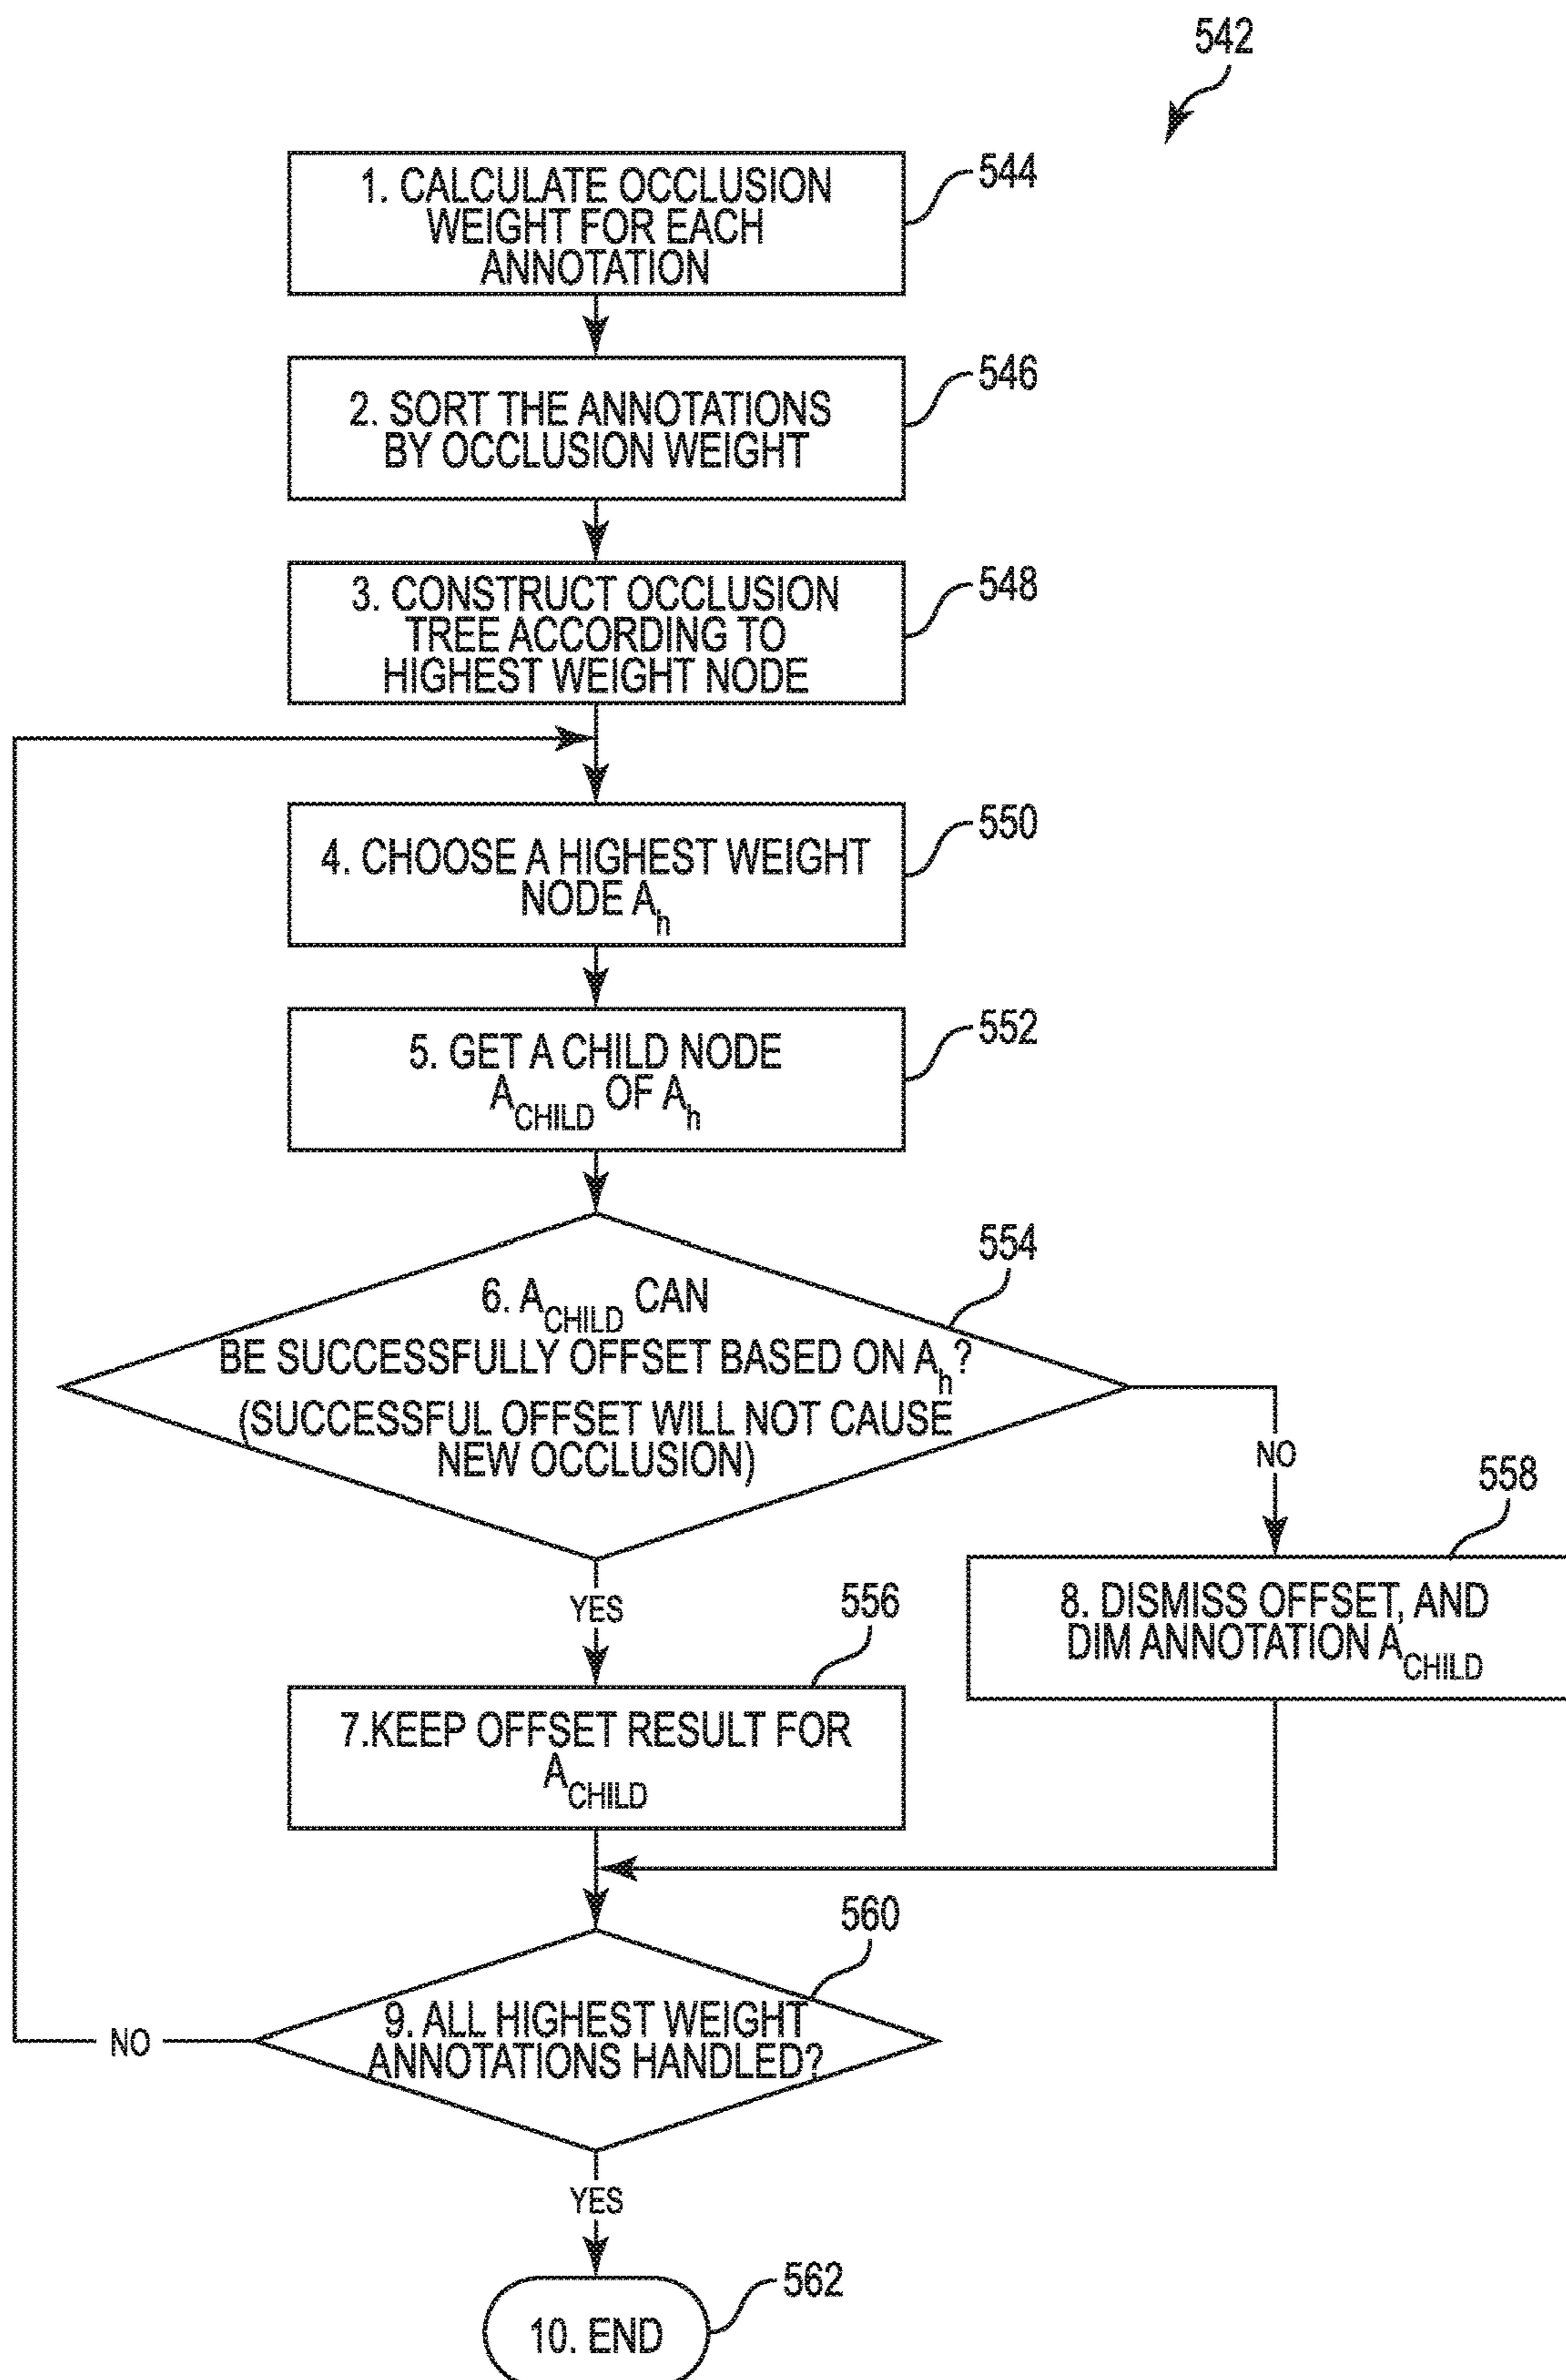 542
1. CALCULATE OCCLUSION
WEIGHT FOR EACH
ANNOTATION
544
2. SORT THE ANNOTATIONS
BY OCCLUSION WEIGHT
546
3. CONSTRUCT OCCLUSION
TREE ACCORDING TO
HIGHEST WEIGHT NODE
548
4. CHOOSE A HIGHEST WEIGHT
NODE Ah
550
5. GET A CHILD NODE
ACHILD OF Ah
552
6. ACHILD CAN
BE SUCCESSFULLY OFFSET BASED ON Ah?
(SUCCESSFUL OFFSET WILL NOT CAUSE
NEW OCCLUSION)
554
NO
YES
558
8. DISMISS OFFSET, AND
DIM ANNOTATION ACHILD
556
7.KEEP OFFSET RESULT FOR
ACHILD
560
9. ALL HIGHEST WEIGHT
ANNOTATIONS HANDLED?
NO
YES
10. END
562